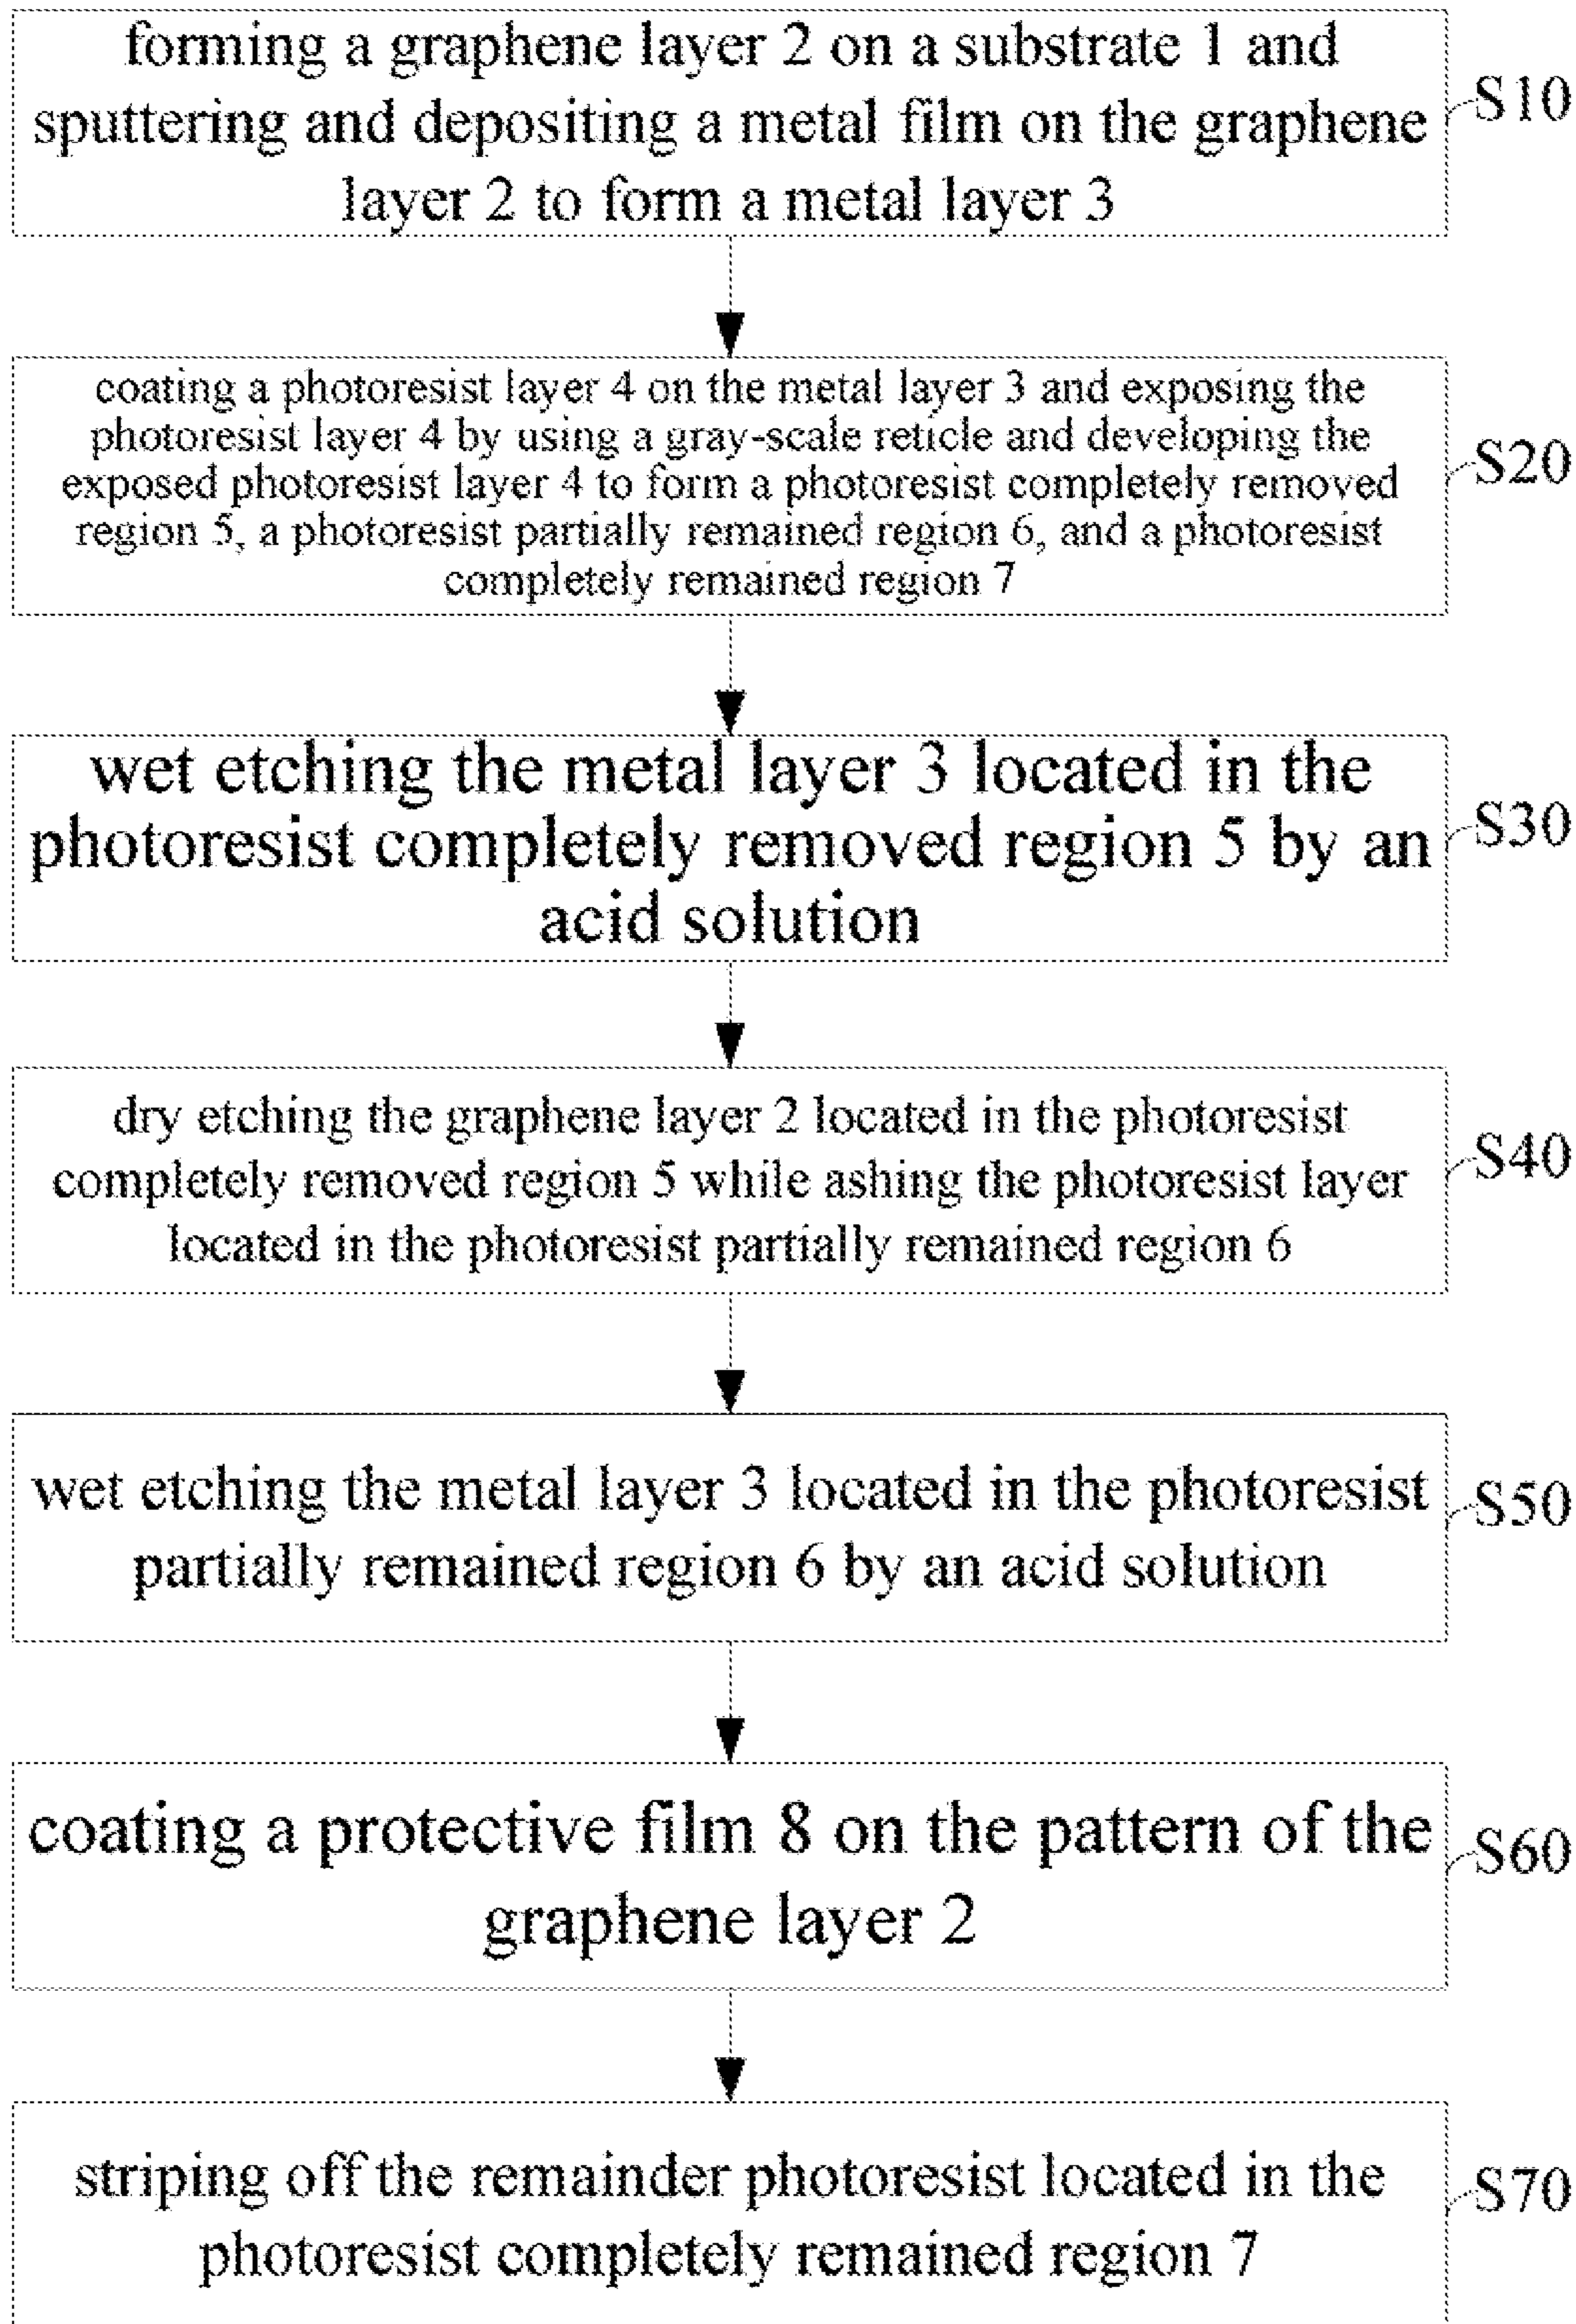 forming a graphene layer 2 on a substrate 1 and
sputtering and depositing a metal film on the graphene
layer 2 to form a metal layer 3
S10
coating a photoresist layer 4 on the metal layer 3 and exposing the
photoresist layer 4 by using a gray-scale reticle and developing the
exposed photoresist layer 4 to form a photoresist completely removed
region 5, a photoresist partially remained region 6, and a photoresist
completely remained region 7
S20
wet etching the metal layer 3 located in the
photoresist completely removed region 5 by an
acid solution
S30
dry etching the graphene layer 2 located in the photoresist
completely removed region 5 while ashing the photoresist layer
located in the photoresist partially remained region 6
S40
wet etching the metal layer 3 located in the photoresist
partially remained region 6 by an acid solution
S50
coating a protective film 8 on the pattern of the
graphene layer 2
S60
striping off the remainder photoresist located in the
photoresist completely remained region 7
S70